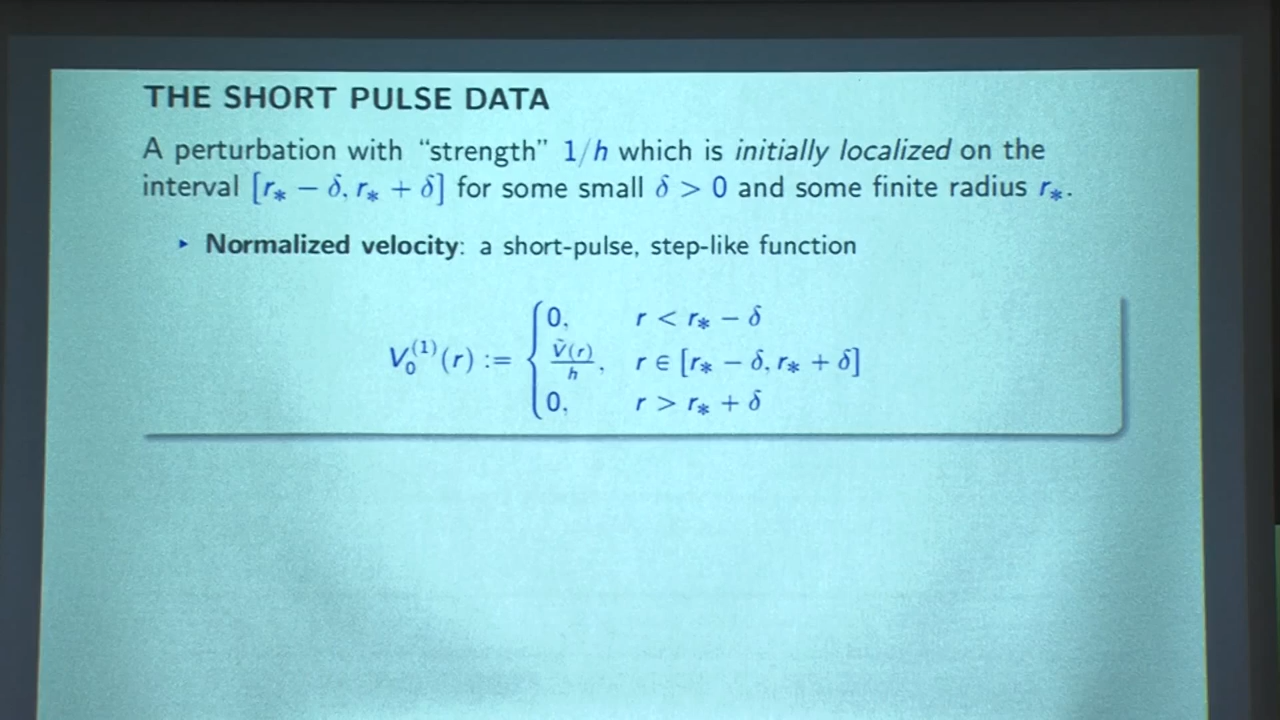 THE SHORT PULSE DATA
A perturbation with “strength” 1/h which is initially localized on the
interval [r∗ − δ, r∗ + δ] for some small δ > 0 and some finite radius r∗.
‣ Normalized velocity: a short-pulse, step-like function
0, r < r∗ − δ
V₀⁽¹⁾(r) := { Ṽ(r)/h, r ∈ [r∗ − δ, r∗ + δ]
0, r > r∗ + δ